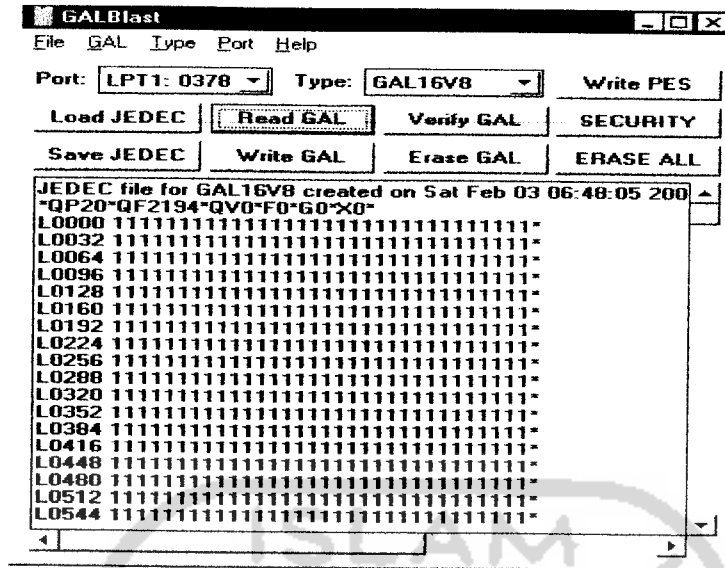 GALBlast
File GAL Type Port Help
Port: LPT1: 0378 Type: GAL16V8 Write PES
Load JEDEC Read GAL Verify GAL SECURITY
Save JEDEC Write GAL Erase GAL ERASE ALL
JEDEC file for GAL16V8 created on Sat Feb 03 06:48:05 200
*QP20*QF2194*QV0*F0*G0*X0*
L0000 11111111111111111111111111111111*
L0032 11111111111111111111111111111111*
L0064 11111111111111111111111111111111*
L0096 11111111111111111111111111111111*
L0128 11111111111111111111111111111111*
L0160 11111111111111111111111111111111*
L0192 11111111111111111111111111111111*
L0224 11111111111111111111111111111111*
L0256 11111111111111111111111111111111*
L0288 11111111111111111111111111111111*
L0320 11111111111111111111111111111111*
L0352 11111111111111111111111111111111*
L0384 11111111111111111111111111111111*
L0416 11111111111111111111111111111111*
L0448 11111111111111111111111111111111*
L0480 11111111111111111111111111111111*
L0512 11111111111111111111111111111111*
L0544 11111111111111111111111111111111*
ISLAM